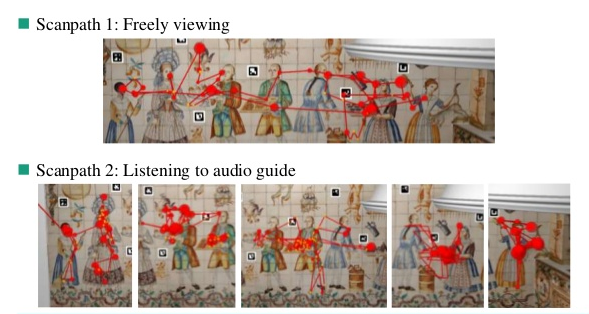 Scanpath 1: Freely viewing
Scanpath 2: Listening to audio guide